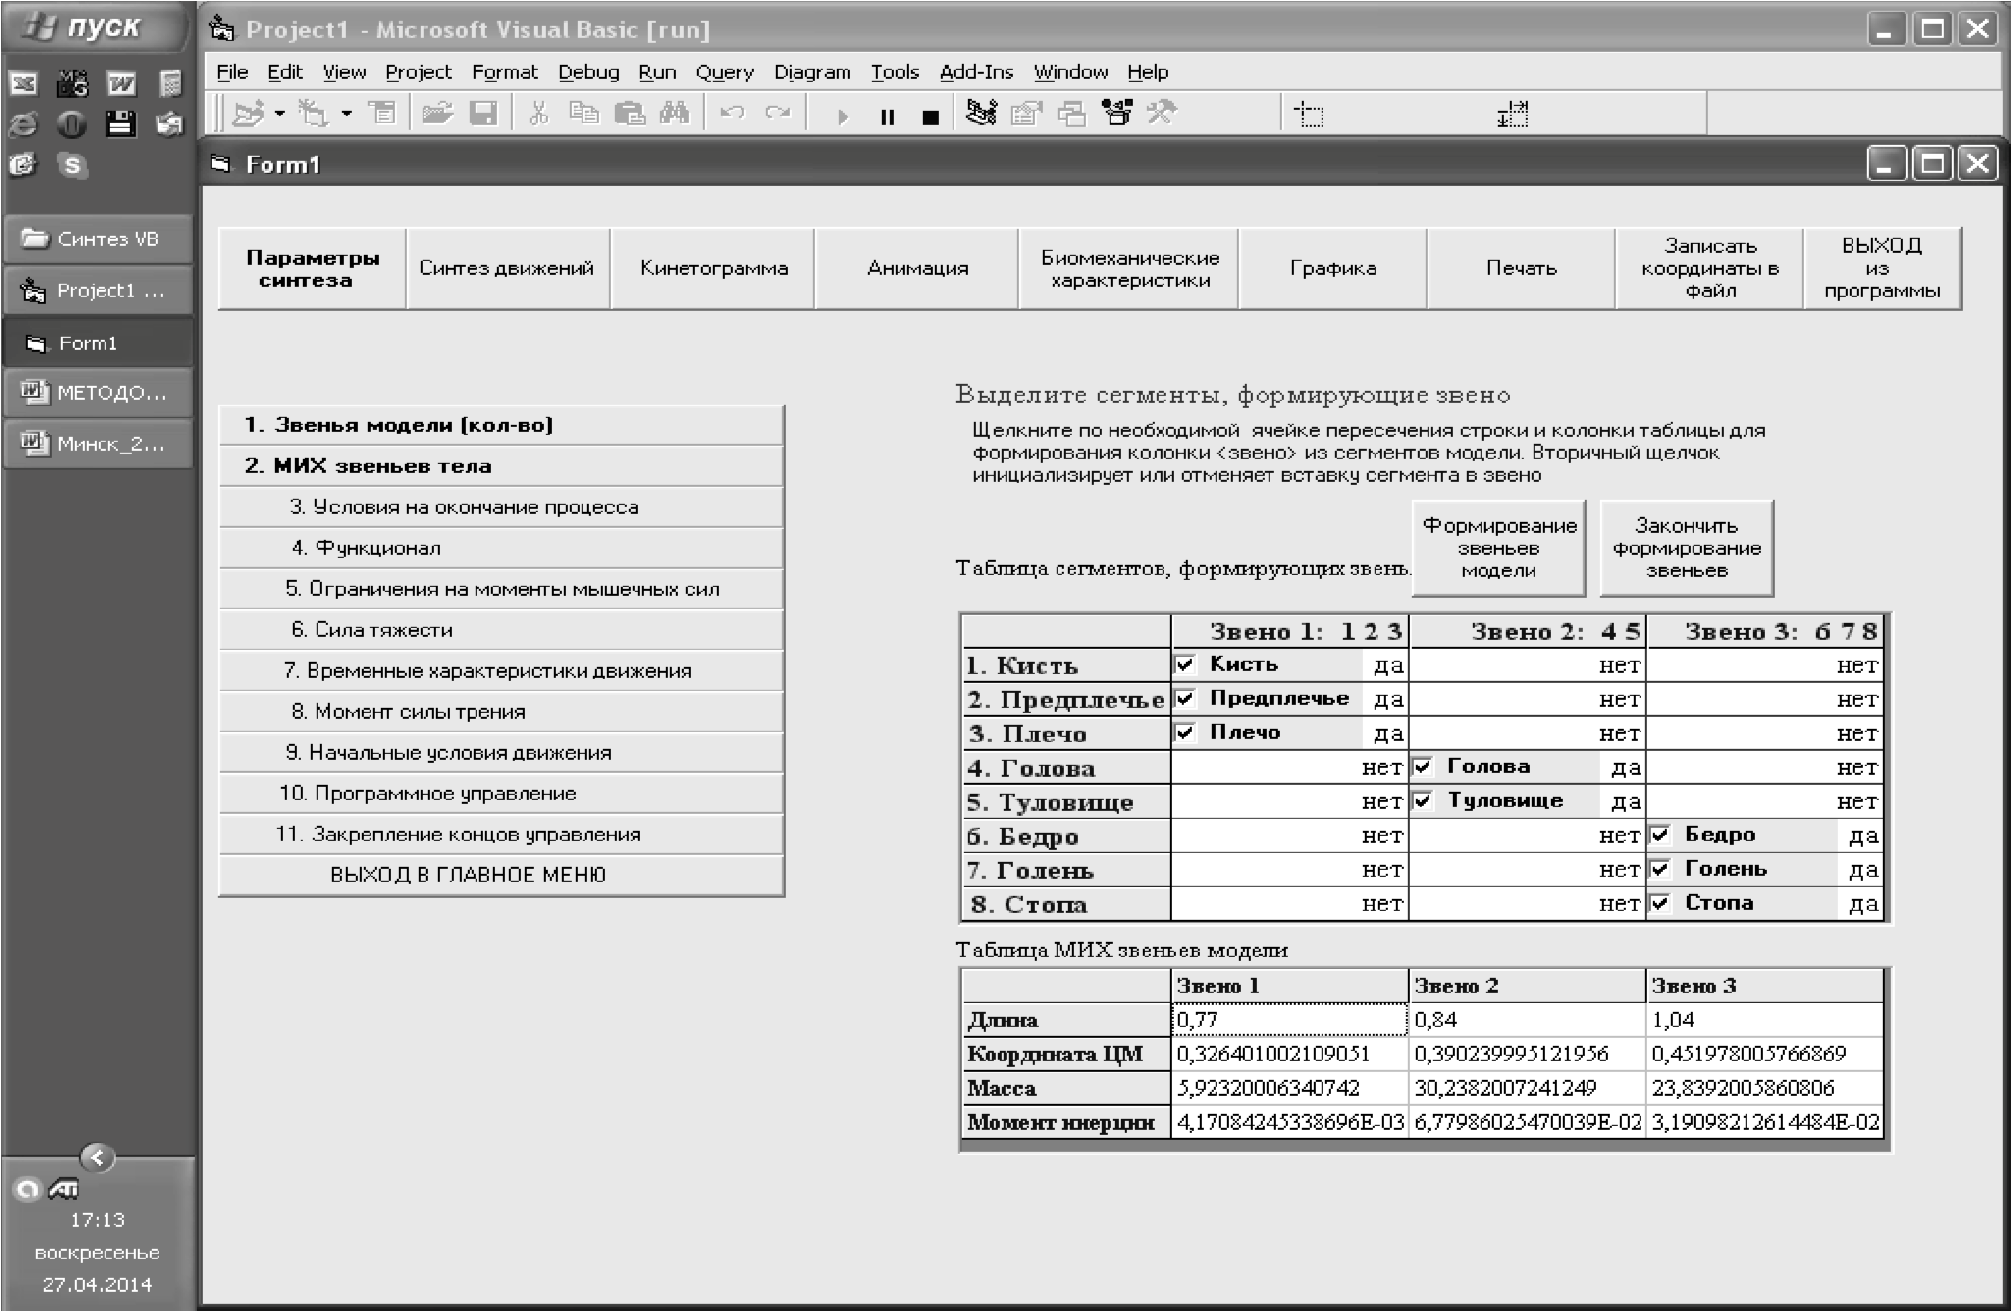 пуск
Синтез VB
Project1 ...
Form1
МЕТОДО...
Минск_2...
17:13
воскресенье
27.04.2014
Project1 - Microsoft Visual Basic [run]
File Edit View Project Format Debug Run Query Diagram Tools Add-Ins Window Help
Form1
Параметры
синтеза
Синтез движений
Кинетограмма
Анимация
Биомеханические
характеристики
Графика
Печать
Записать
координаты в
файл
ВЫХОД
из
программы
1. Звенья модели (кол-во)
2. МИХ звеньев тела
3. Условия на окончание процесса
4. Функционал
5. Ограничения на моменты мышечных сил
6. Сила тяжести
7. Временные характеристики движения
8. Момент силы трения
9. Начальные условия движения
10. Программное управление
11. Закрепление концов управления
ВЫХОД В ГЛАВНОЕ МЕНЮ
Выделите сегменты, формирующие звено
Щелкните по необходимой ячейке пересечения строки и колонки таблицы для
формирования колонки <звено> из сегментов модели. Вторичный щелчок
инициализирует или отменяет вставку сегмента в звено
Формирование
звеньев
модели
Закончить
формирование
звеньев
Таблица сегментов, формирующих звень.
Звено 1: 1 2 3 Звено 2: 4 5 Звено 3: 6 7 8
1. Кисть Кисть да нет нет
2. Предплечье Предплечье да нет нет
3. Плечо Плечо да нет нет
4. Голова нет Голова да нет
5. Туловище нет Туловище да нет
6. Бедро нет нет Бедро да
7. Голень нет нет Голень да
8. Стопа нет нет Стопа да
Таблица МИХ звеньев модели
Звено 1 Звено 2 Звено 3
Длина 0,77 0,84 1,04
Координата ЦМ 0,326401002109051 0,390239995121956 0,451978005766869
Масса 5,92320006340742 30,2382007241249 23,8392005860806
Момент инерции 4,17084245338696E-03 6,77986025470039E-02 3,19098212614484E-02